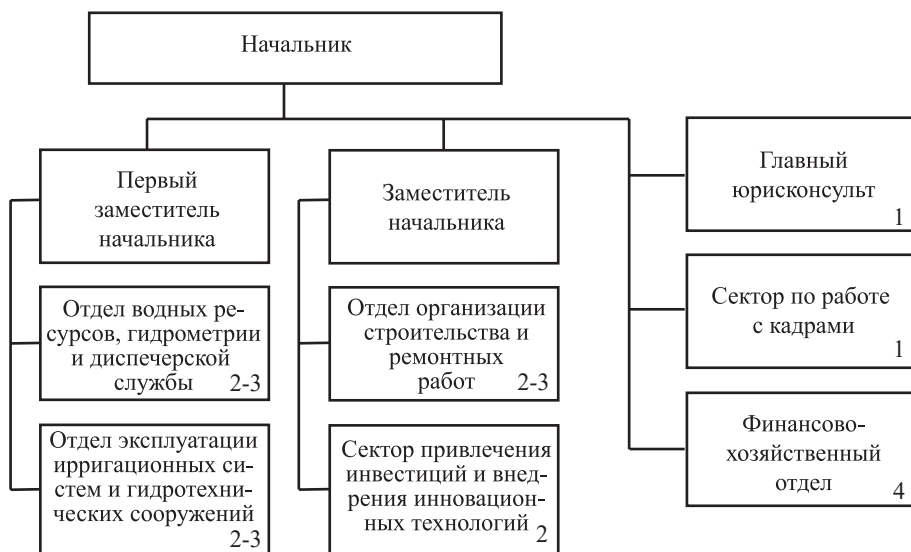 Начальник
Первый
заместитель
начальника
Отдел водных ре-
сурсов, гидрометрии
и диспечерской
службы 2-3
Отдел эксплуатации
ирригационных си-
стем и гидротехни-
ческих сооружений
2-3
Заместитель
начальника
Отдел организации
строительства и
ремонтных
работ 2-3
Сектор привлечения
инвестиций и внед-
рения инновацион-
ных технологий 2
Главный
юрисконсульт
1
Сектор по работе
с кадрами
1
Финансово-
хозяйственный
отдел 4